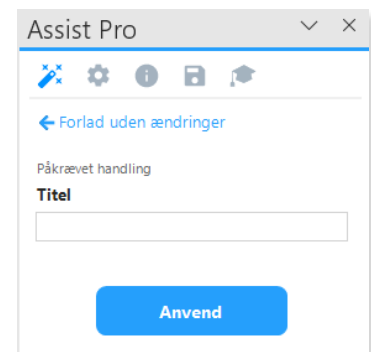 Assist Pro
Forlad uden ændringer
Påkrævet handling
Titel
Anvend